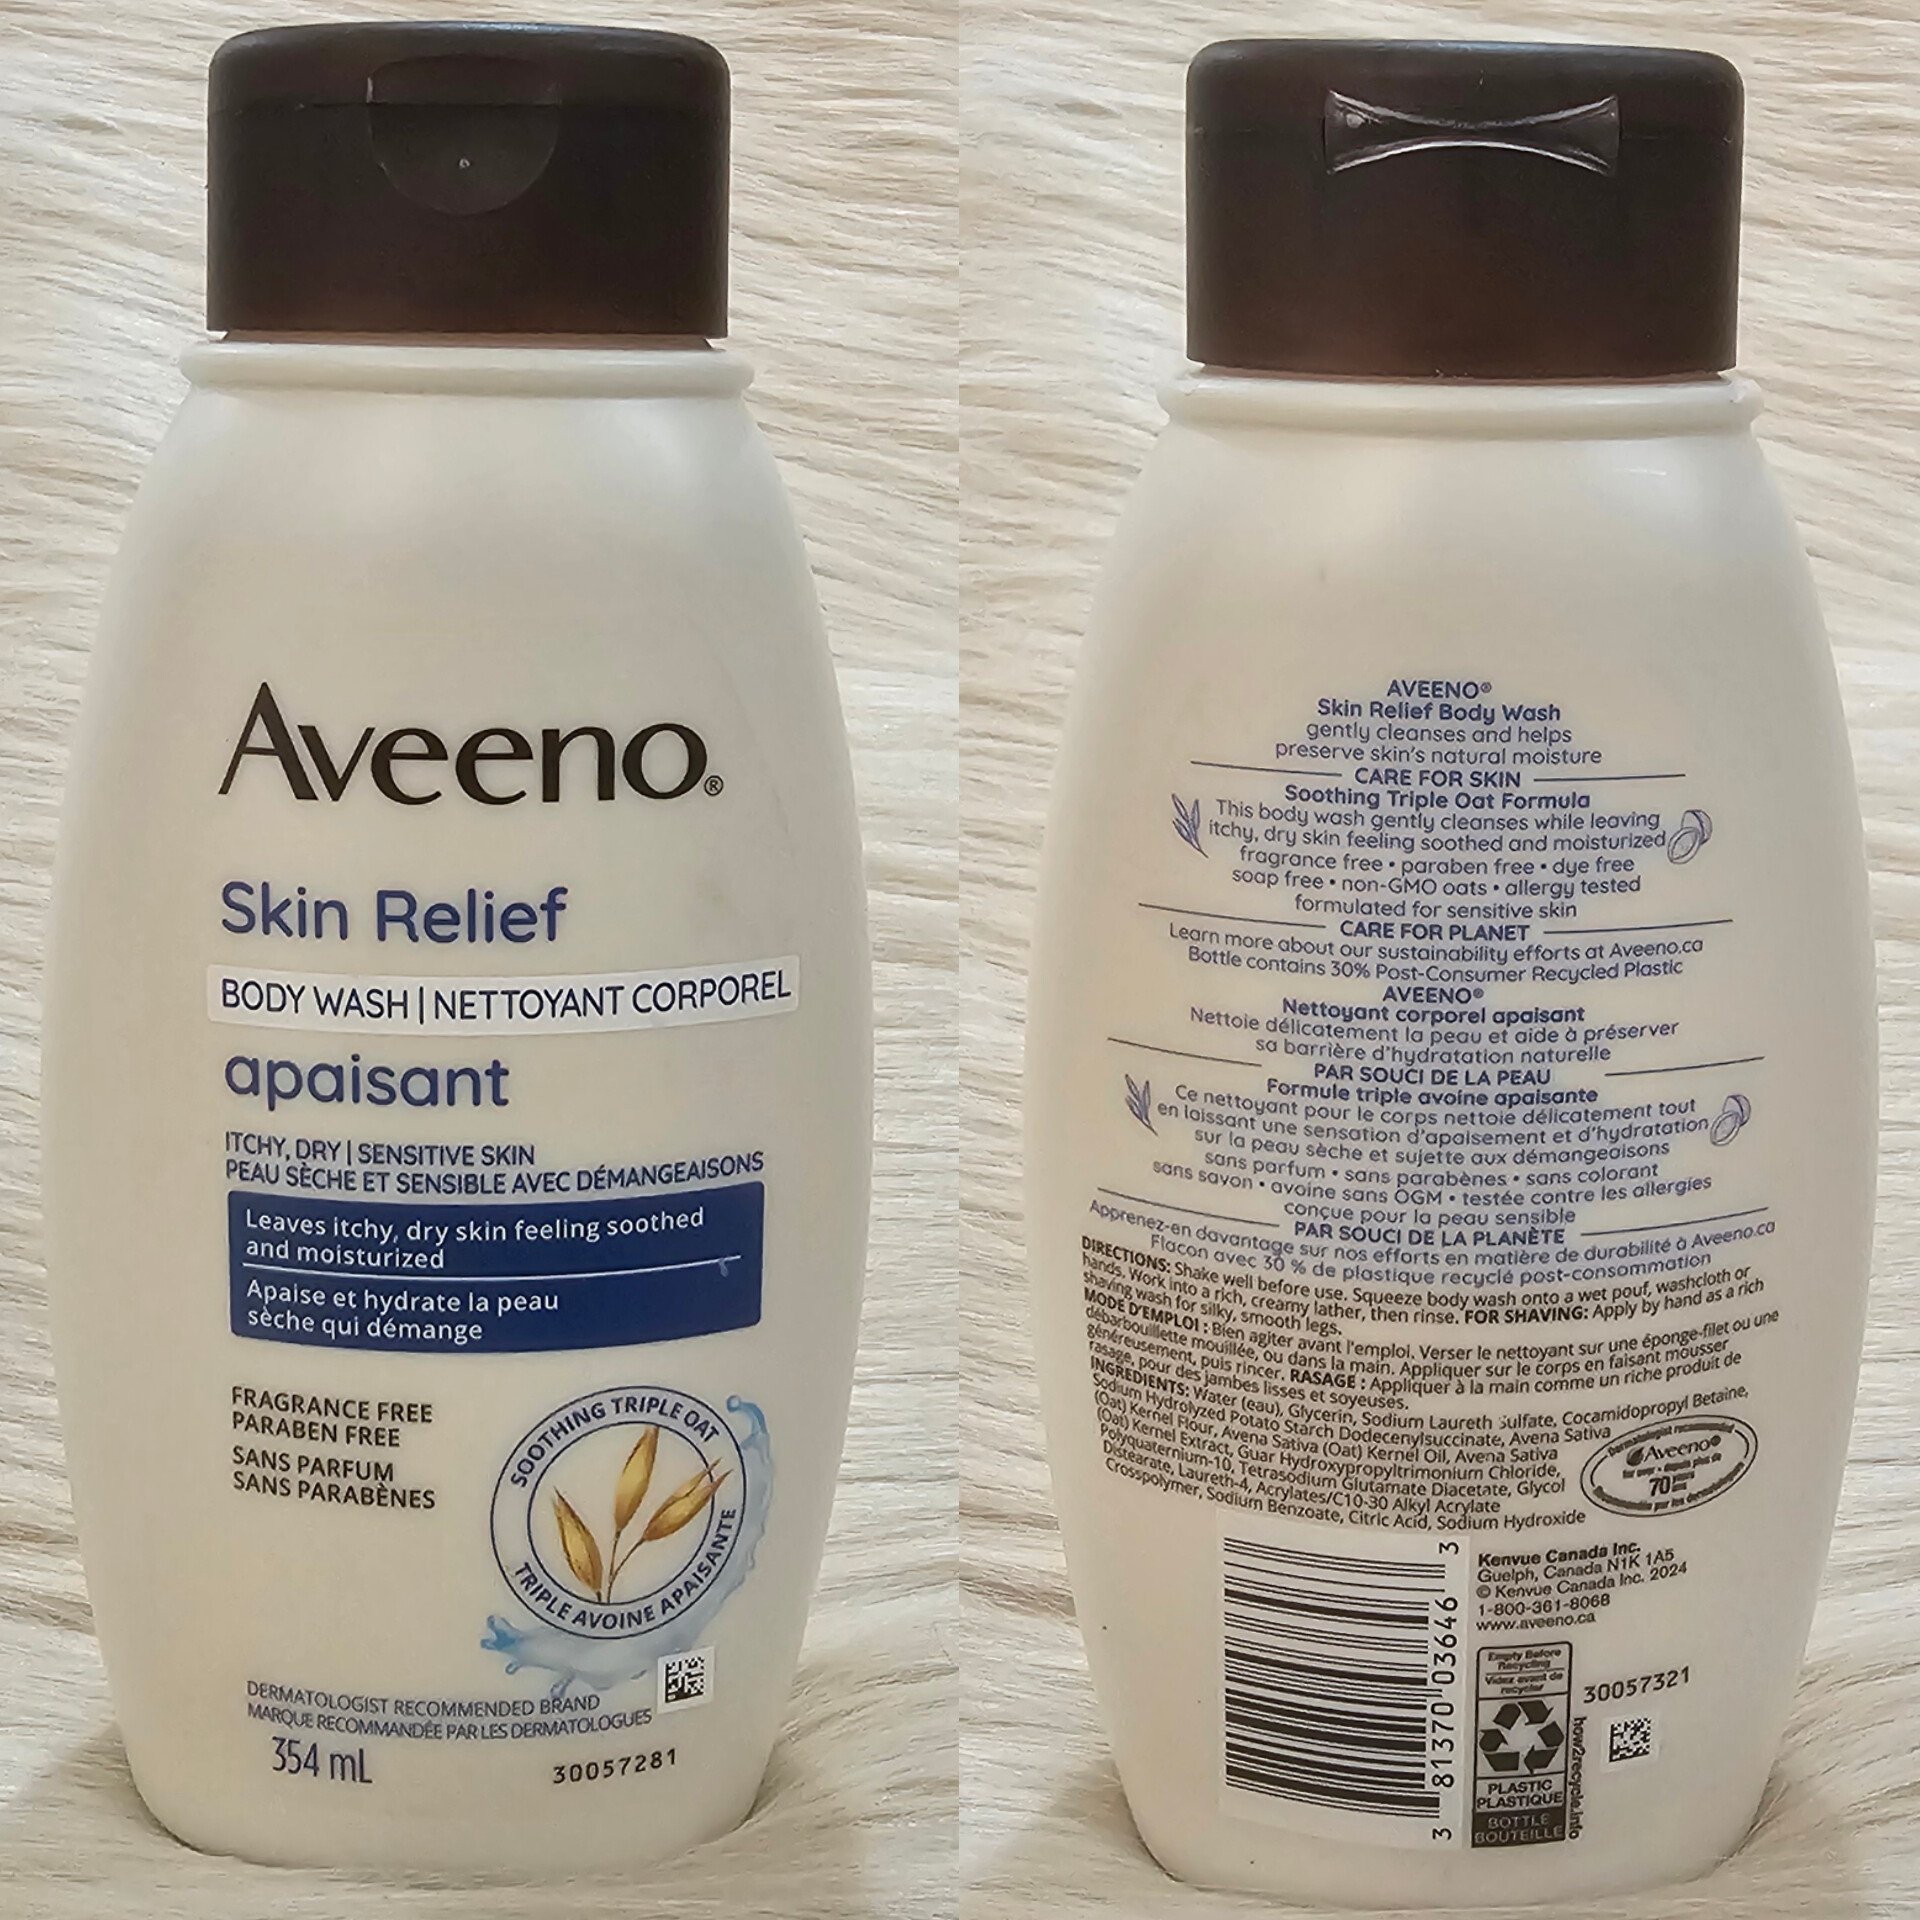 Aveeno®
Skin Relief
BODY WASH | NETTOYANT CORPOREL
apaisant
ITCHY, DRY | SENSITIVE SKIN
PEAU SÈCHE ET SENSIBLE AVEC DÉMANGEAISONS
Leaves itchy, dry skin feeling soothed
and moisturized
Apaise et hydrate la peau
sèche qui démange
FRAGRANCE FREE
PARABEN FREE
SANS PARFUM
SANS PARABÈNES
SOOTHING TRIPLE OAT
TRIPLE AVOINE APAISANTE
DERMATOLOGIST RECOMMENDED BRAND
MARQUE RECOMMANDÉE PAR LES DERMATOLOGUES
354 mL
30057281
AVEENO®
Skin Relief Body Wash
gently cleanses and helps
preserve skin's natural moisture
CARE FOR SKIN
Soothing Triple Oat Formula
This body wash gently cleanses while leaving
itchy, dry skin feeling soothed and moisturized
fragrance free • paraben free • dye free
soap free • non-GMO oats • allergy tested
formulated for sensitive skin
CARE FOR PLANET
Learn more about our sustainability efforts at Aveeno.ca
Bottle contains 30% Post-Consumer Recycled Plastic
AVEENO®
Nettoyant corporel apaisant
Nettoie délicatement la peau et aide à préserver
sa barrière d'hydratation naturelle
PAR SOUCI DE LA PEAU
Formule triple avoine apaisante
Ce nettoyant pour le corps nettoie délicatement tout
en laissant une sensation d'apaisement et d'hydratation
sur la peau sèche et sujette aux démangeaisons
sans parfum • sans parabènes • sans colorant
sans savon • avoine sans OGM • testée contre les allergies
conçue pour la peau sensible
PAR SOUCI DE LA PLANÈTE
Apprenez-en davantage sur nos efforts en matière de durabilité à Aveeno.ca
Flacon avec 30 % de plastique recyclé post-consommation
DIRECTIONS: Shake well before use. Squeeze body wash onto a wet pouf, washcloth or
hands. Work into a rich, creamy lather, then rinse. FOR SHAVING: Apply by hand as a rich
shaving wash for silky, smooth legs.
MODE D'EMPLOI : Bien agiter avant l'emploi. Verser le nettoyant sur une éponge-filet ou une
débarbouillette mouillée, ou dans la main. Appliquer sur le corps en faisant mousser
généreusement, puis rincer. RASAGE : Appliquer à la main comme un riche produit de
rasage, pour des jambes lisses et soyeuses.
INGREDIENTS: Water (eau), Glycerin, Sodium Laureth Sulfate, Cocamidopropyl Betaine,
Sodium Hydrolyzed Potato Starch Dodecenylsuccinate, Avena Sativa
(Oat) Kernel Flour, Avena Sativa (Oat) Kernel Oil, Avena Sativa
(Oat) Kernel Extract, Guar Hydroxypropyltrimonium Chloride,
Polyquaternium-10, Tetrasodium Glutamate Diacetate, Glycol
Distearate, Laureth-4, Acrylates/C10-30 Alkyl Acrylate
Crosspolymer, Sodium Benzoate, Citric Acid, Sodium Hydroxide
Dermatologist recommended
Aveeno®
for over • depuis plus de
70 years ans
Recommandée par les dermatologues
3 81370 03646 3
Kenvue Canada Inc.
Guelph, Canada N1K 1A5
© Kenvue Canada Inc. 2024
1-800-361-8068
www.aveeno.ca
Empty Before
Recycling
Videz avant de
recycler
PLASTIC
PLASTIQUE
BOTTLE
BOUTEILLE
how2recycle.info
30057321